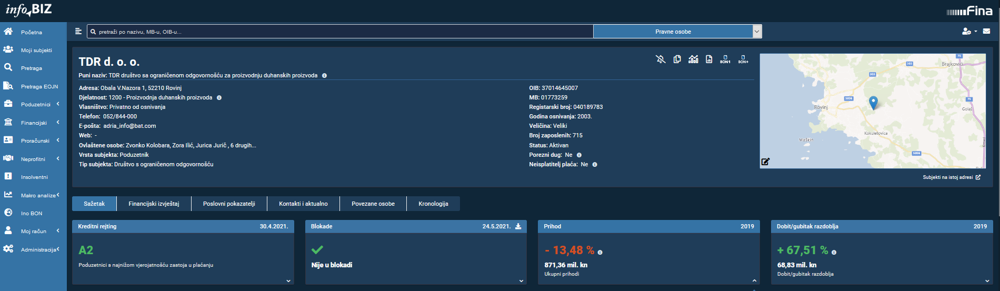 info.BIZ
Fina
Početna
Moji subjekti
Pretraga
Pretraga EOJN
Poduzetnici
Financijski
Proračunski
Neprofitni
Insolventni
Makro analize
Ino BON
Moj račun
Administracija
pretraži po nazivu, MB-u, OIB-u...
Pravne osobe
TDR d. o. o.
BON1
BON+
Puni naziv: TDR društvo sa ograničenom odgovornošću za proizvodnju duhanskih proizvoda
Adresa: Obala V.Nazora 1, 52210 Rovinj
Djelatnost: 1200 - Proizvodnja duhanskih proizvoda
Vlasništvo: Privatno od osnivanja
Telefon: 052/844-000
E-pošta: adria_info@bat.com
Web: -
Ovlaštene osobe: Zvonko Kolobara, Zora Ilić, Jurica Jurič , 6 drugih...
Vrsta subjekta: Poduzetnik
Tip subjekta: Društvo s ograničenom odgovornošću
OIB: 37014645007
MB: 01773259
Registarski broj: 040189783
Godina osnivanja: 2003.
Veličina: Veliki
Broj zaposlenih: 715
Status: Aktivan
Porezni dug: Ne
Neisplatitelj plaća: Ne
75
303
Brajkovići
303
5096
75
Rovinj
Golaš
Kokuletovica
Maškin
5096
Subjekti na istoj adresi
Sažetak
Financijski izvještaj
Poslovni pokazatelji
Kontakti i aktualno
Povezane osobe
Kronologija
Kreditni rejting 30.4.2021.
A2
Poduzetnici s najnižom vjerojatnošću zastoja u plaćanju
Blokade 24.5.2021.
Nije u blokadi
Prihod 2019
- 13,48 %
871,36 mil. kn
Ukupni prihodi
Dobit/gubitak razdoblja 2019
+ 67,51 %
68,83 mil. kn
Dobit/gubitak razdoblja